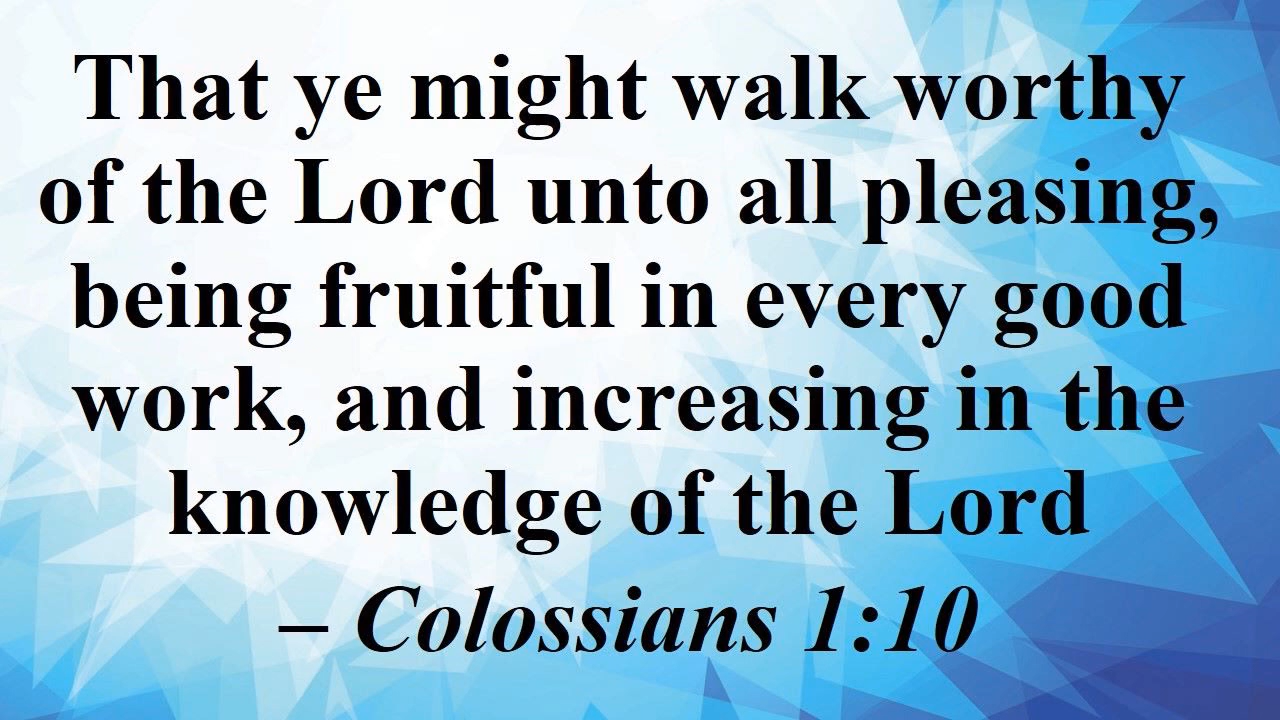 That ye might walk worthy
of the Lord unto all pleasing,
being fruitful in every good
work, and increasing in the
knowledge of the Lord
– Colossians 1:10